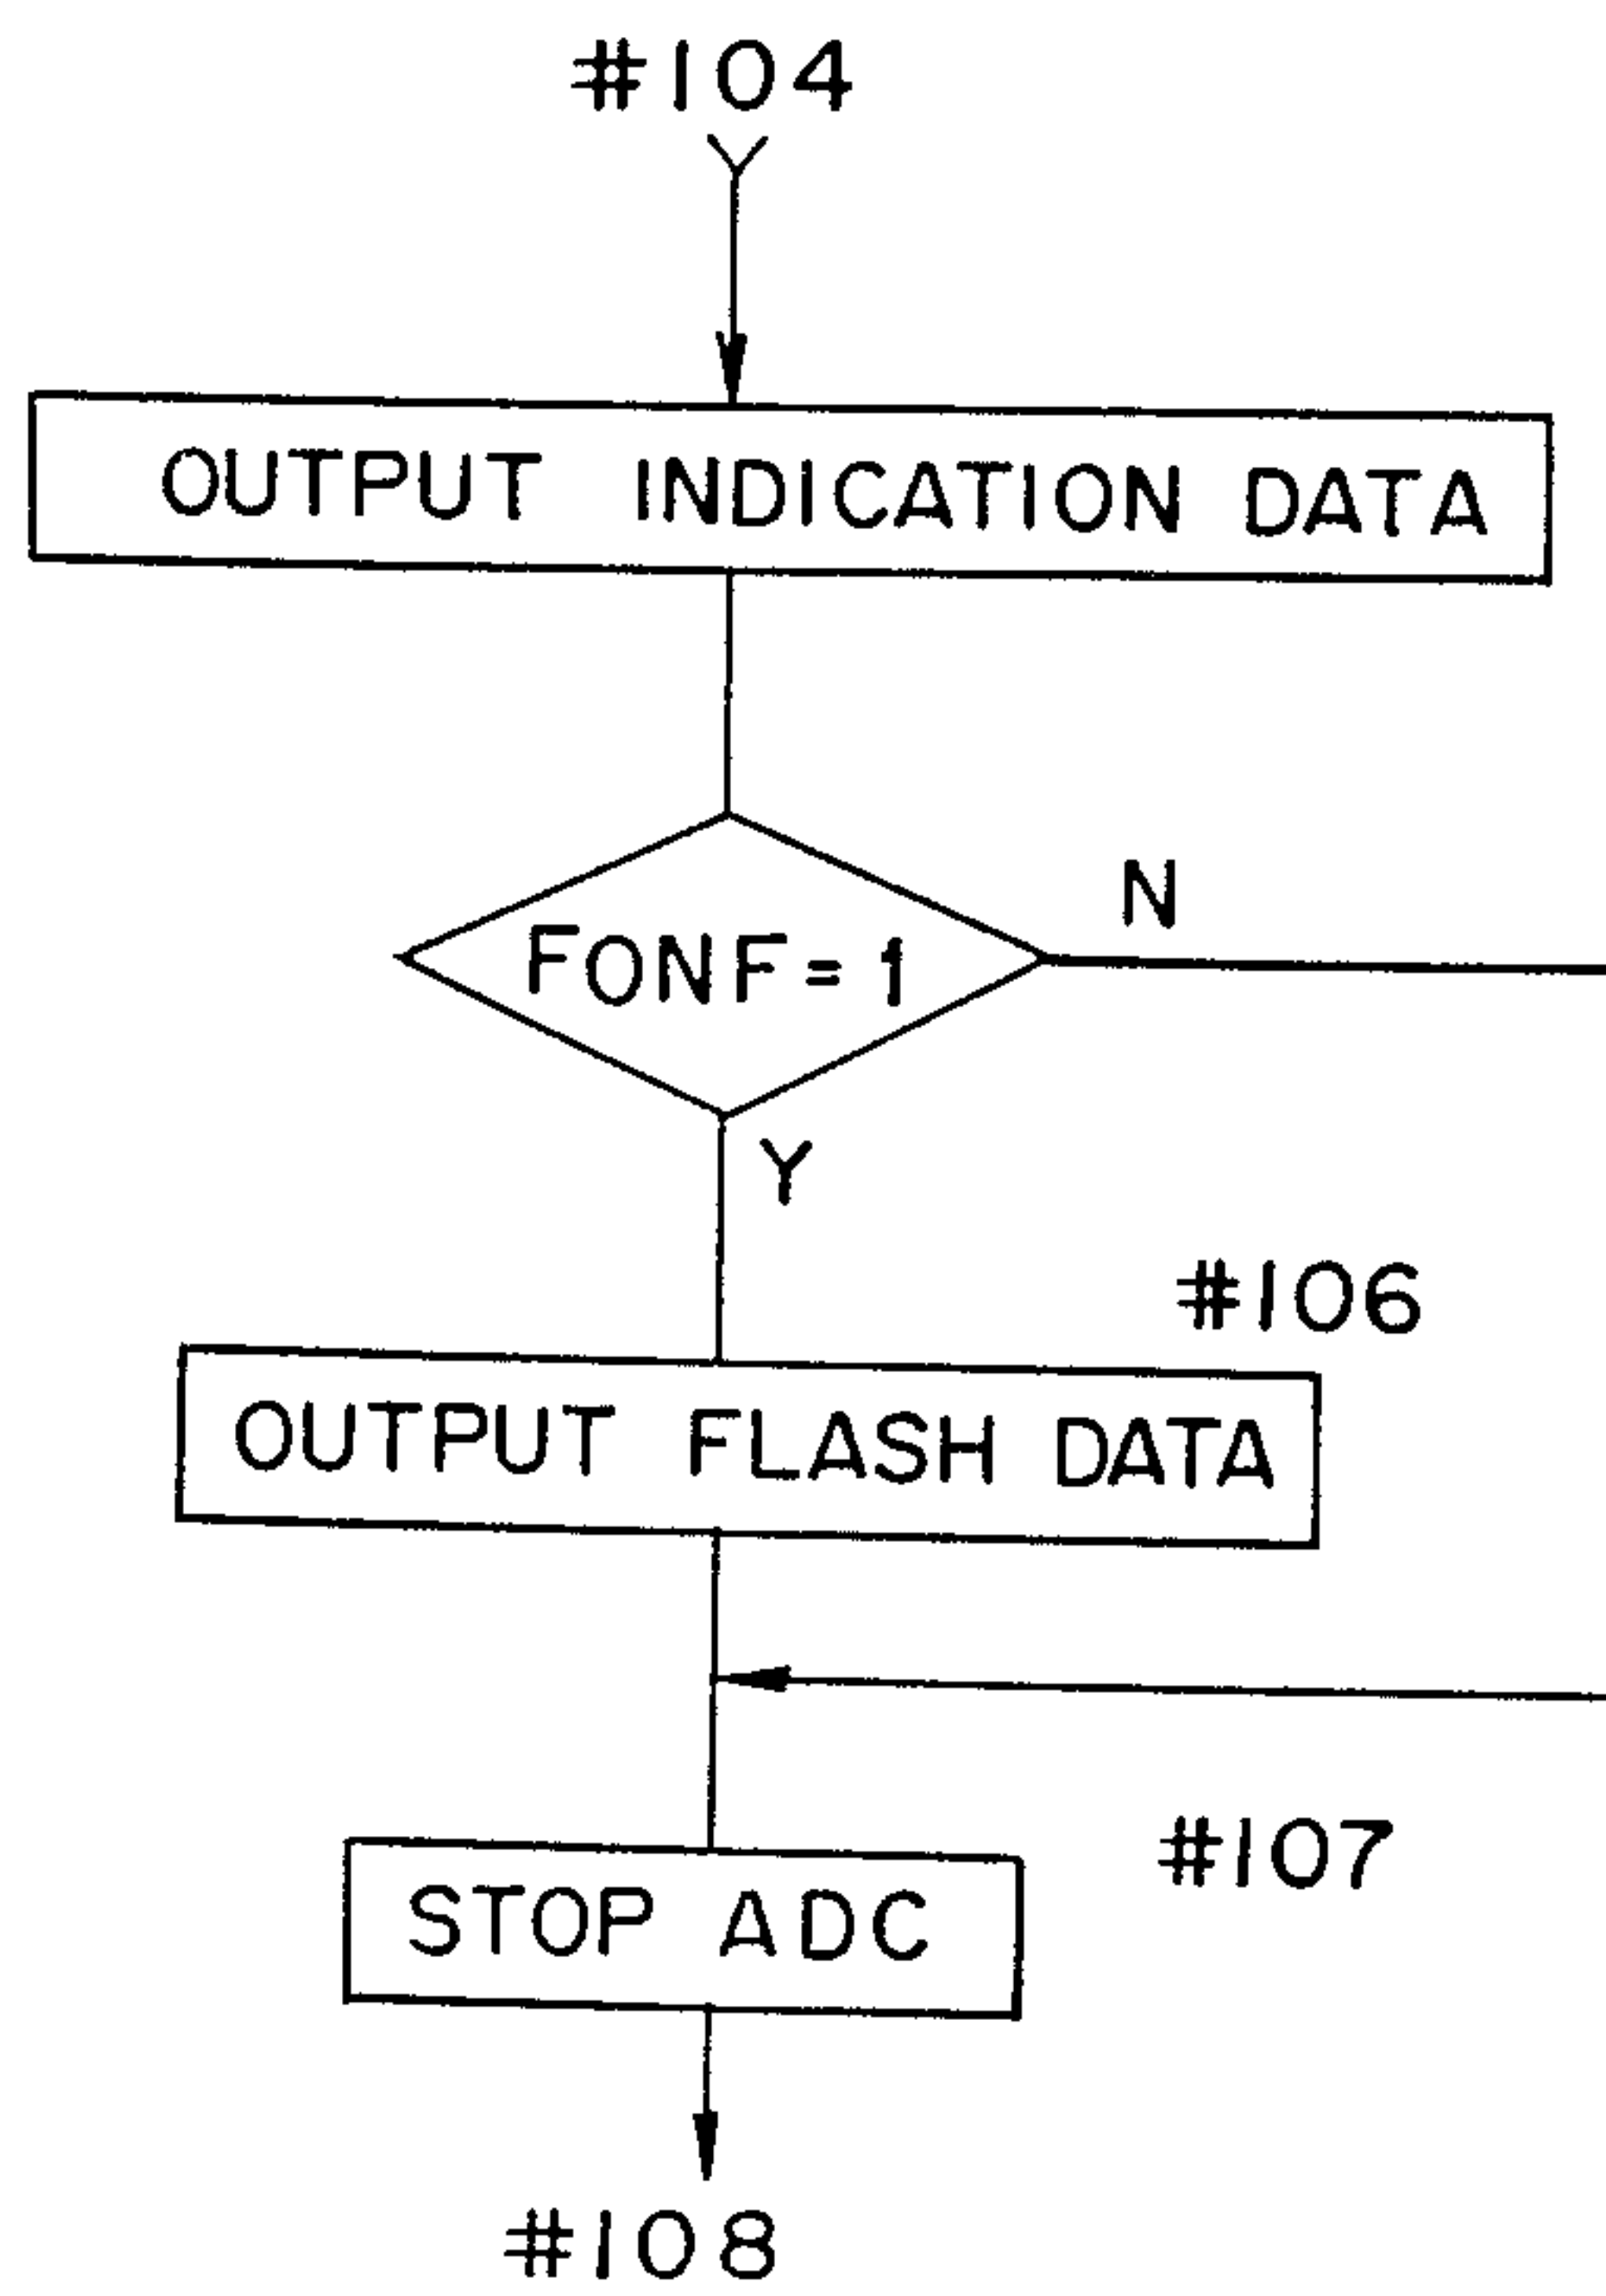 #104
Y
OUTPUT INDICATION DATA
N
FONF=1
Y
#106
OUTPUT FLASH DATA
#107
STOP ADC
#108